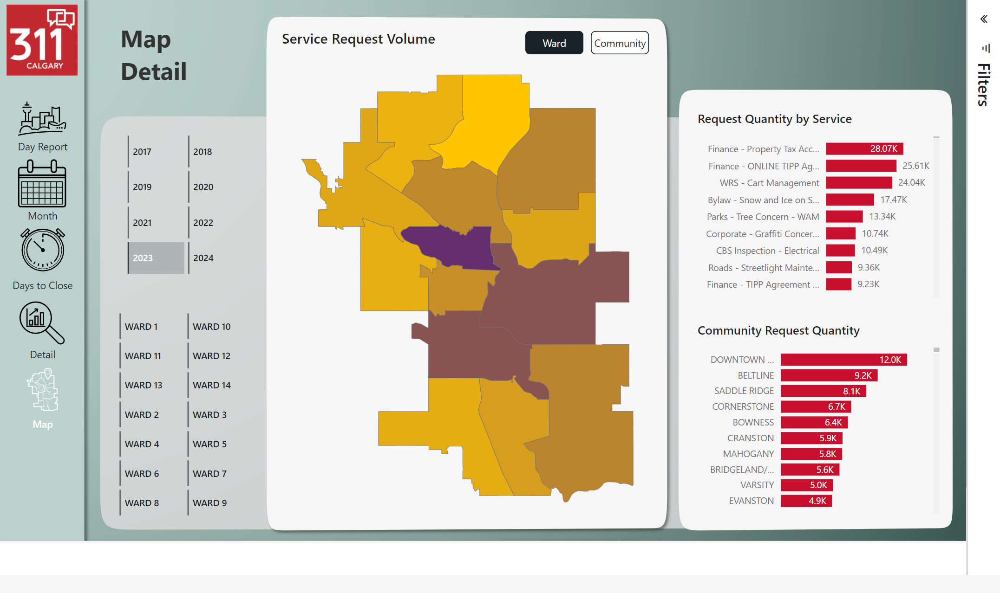 311
CALGARY
Day Report
Month
Days to Close
Detail
Map
Map
Detail
2017
2018
2019
2020
2021
2022
2023
2024
WARD 1
WARD 10
WARD 11
WARD 12
WARD 13
WARD 14
WARD 2
WARD 3
WARD 4
WARD 5
WARD 6
WARD 7
WARD 8
WARD 9
Service Request Volume
Ward
Community
Request Quantity by Service
Finance - Property Tax Acc... 28.07K
Finance - ONLINE TIPP Ag... 25.61K
WRS - Cart Management 24.04K
Bylaw - Snow and Ice on S... 17.47K
Parks - Tree Concern - WAM 13.34K
Corporate - Graffiti Concer... 10.74K
CBS Inspection - Electrical 10.49K
Roads - Streetlight Mainte... 9.36K
Finance - TIPP Agreement ... 9.23K
Community Request Quantity
DOWNTOWN ... 12.0K
BELTLINE 9.2K
SADDLE RIDGE 8.1K
CORNERSTONE 6.7K
BOWNESS 6.4K
CRANSTON 5.9K
MAHOGANY 5.8K
BRIDGELAND/... 5.6K
VARSITY 5.0K
EVANSTON 4.9K
Filters